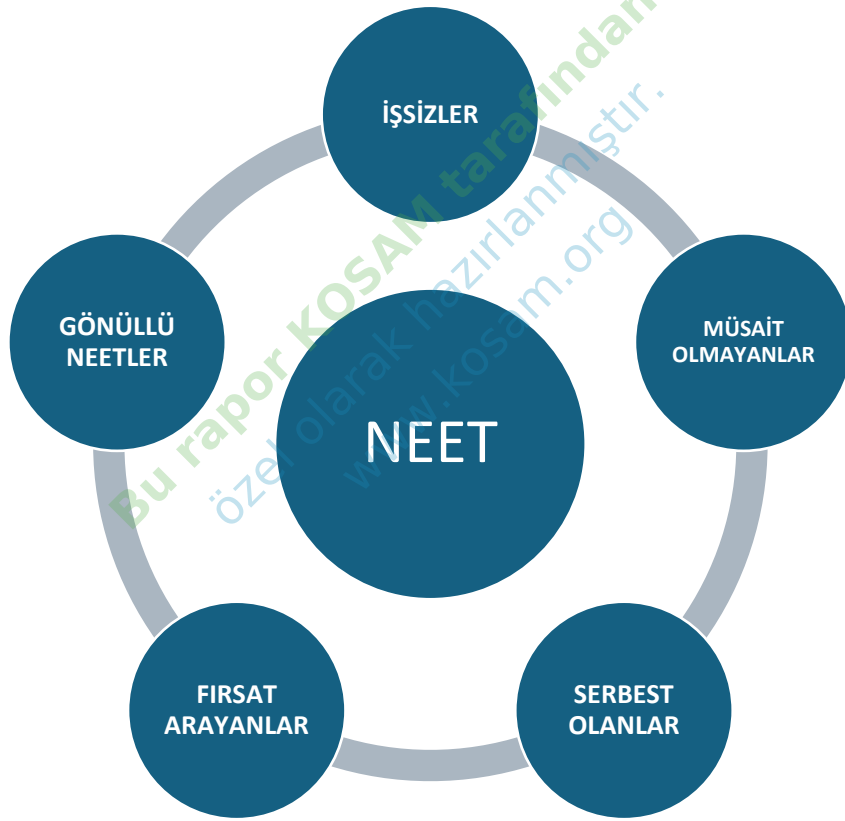 İŞSİZLER
MÜSAİT
OLMAYANLAR
SERBEST
OLANLAR
FIRSAT
ARAYANLAR
GÖNÜLLÜ
NEETLER
NEET
Bu rapor KOSAM tarafından
özel olarak hazırlanmıştır.
www.kosam.org